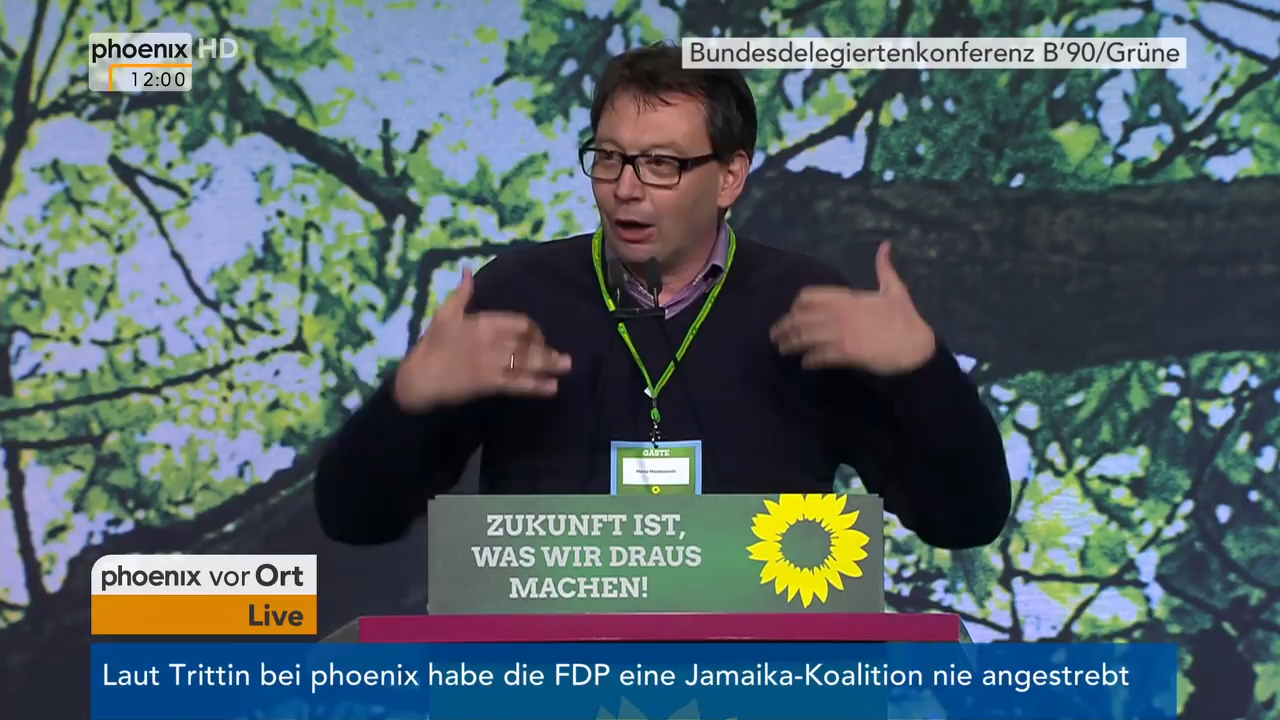 phoenix HD
12:00
Bundesdelegiertenkonferenz B'90/Grüne
GÄSTE
ZUKUNFT IST,
WAS WIR DRAUS
MACHEN!
phoenix vor Ort
Live
Laut Trittin bei phoenix habe die FDP eine Jamaika-Koalition nie angestrebt